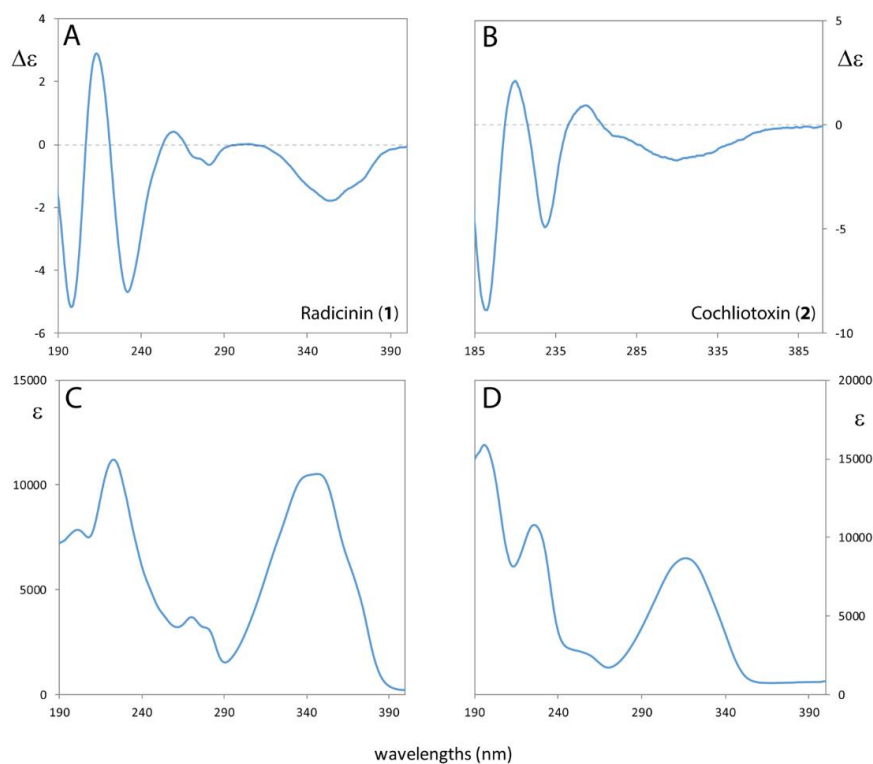 A
Δε
4
2
0
-2
-4
-6
Radicinin (1)
190 240 290 340 390
B
Δε
5
0
-5
-10
Cochliotoxin (2)
185 235 285 335 385
C
ε
15000
10000
5000
0
190 240 290 340 390
D
ε
20000
15000
10000
5000
0
190 240 290 340 390
wavelengths (nm)